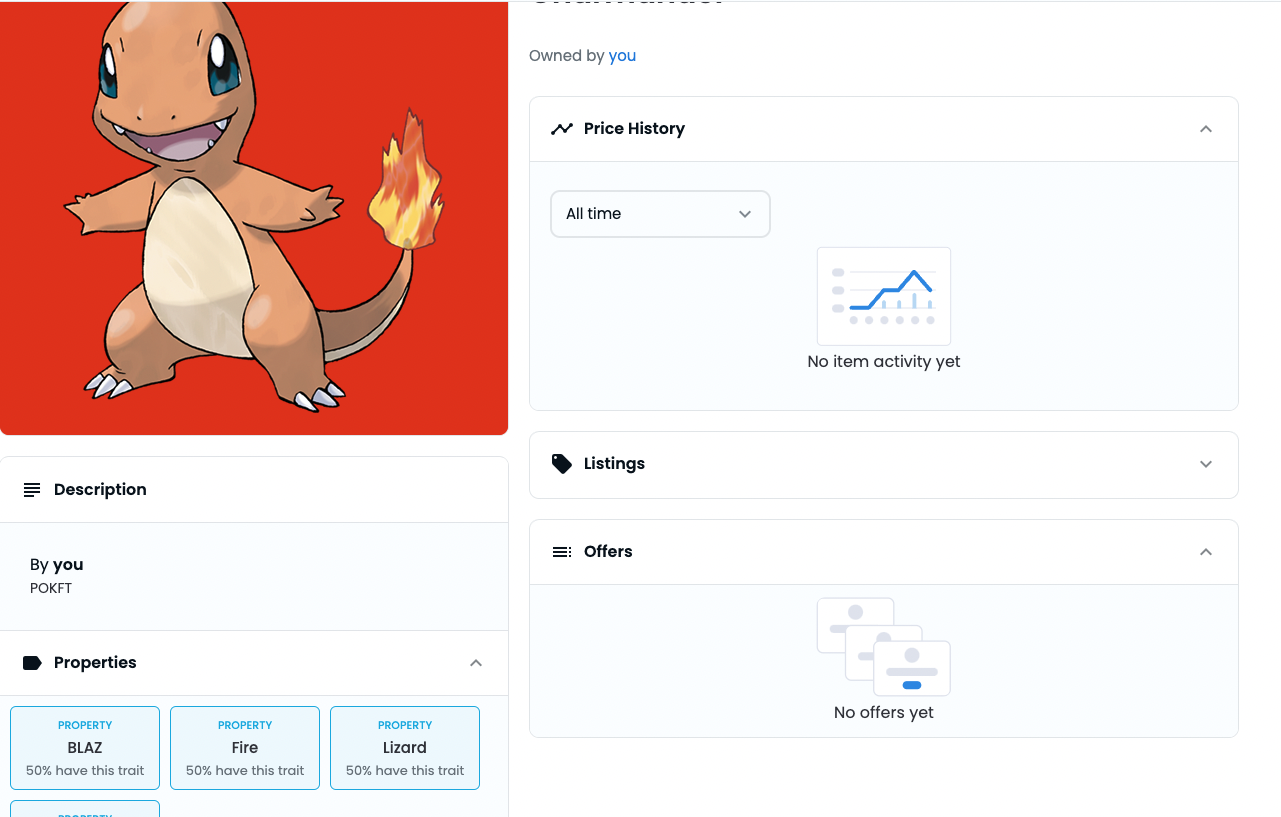 Owned by you
Price History
All time
No item activity yet
Listings
Offers
No offers yet
Description
By you
POKFT
Properties
PROPERTY
BLAZ
50% have this trait
PROPERTY
Fire
50% have this trait
PROPERTY
Lizard
50% have this trait